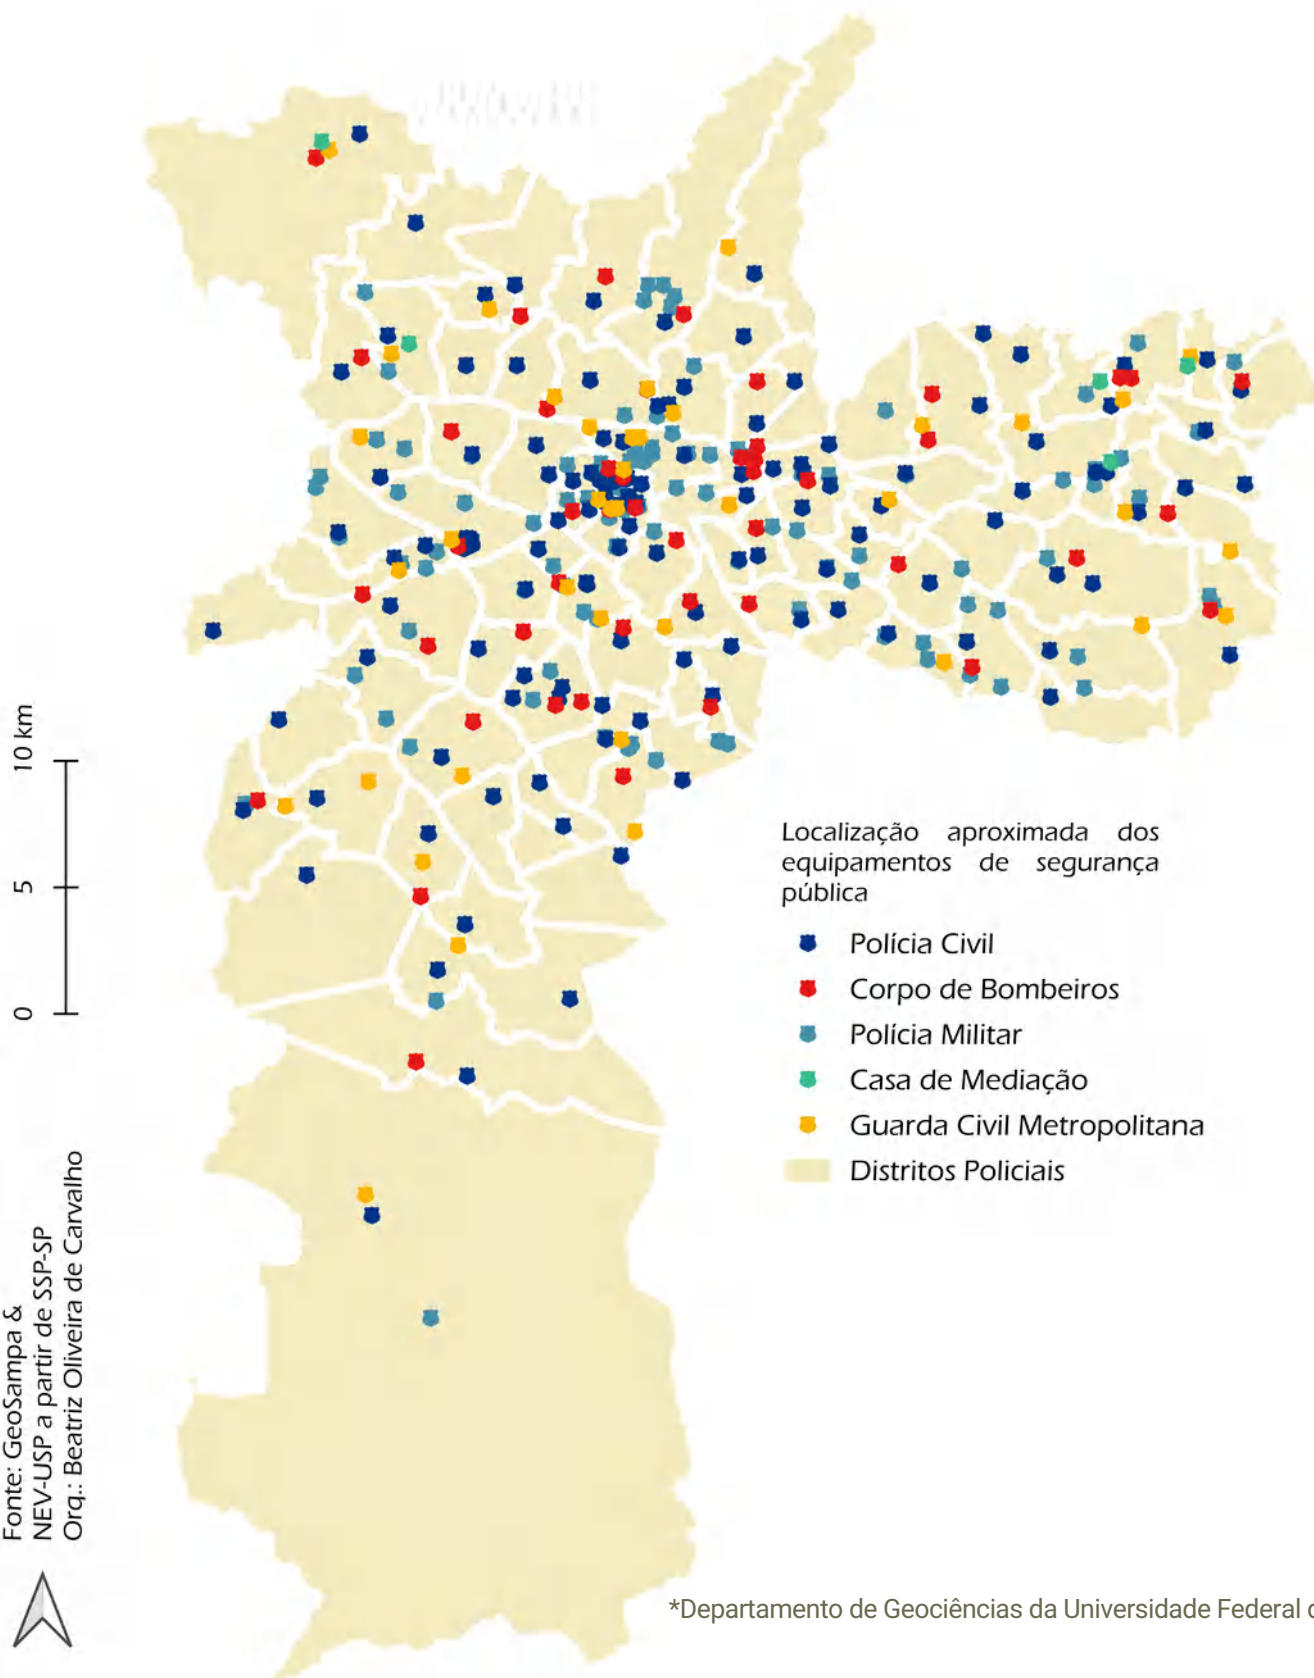 Localização aproximada dos
equipamentos de segurança
pública
Polícia Civil
Corpo de Bombeiros
Polícia Militar
Casa de Mediação
Guarda Civil Metropolitana
Distritos Policiais
10 km
5
0
Fonte: GeoSampa &
NEV-USP a partir de SSP-SP
Org.: Beatriz Oliveira de Carvalho
*Departamento de Geociências da Universidade Federal